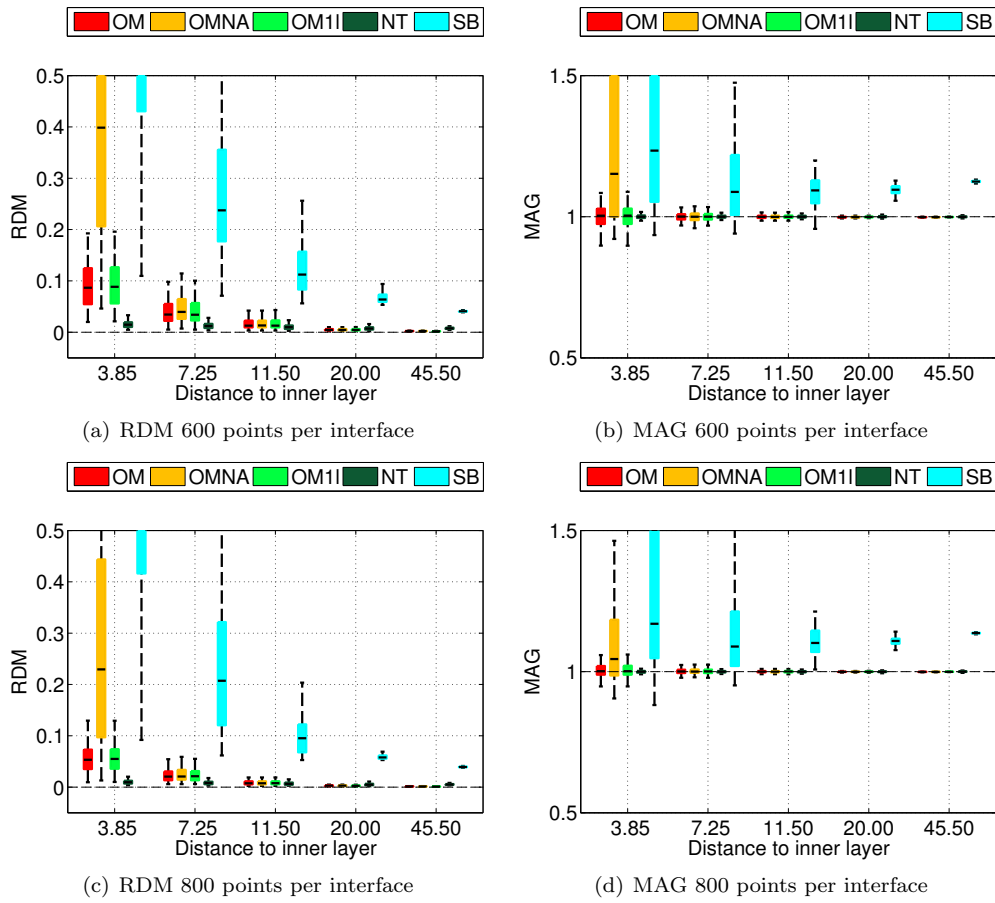 OM OMNA OM1I NT SB
OM OMNA OM1I NT SB
0.5
0.4
0.3
0.2
0.1
0
RDM
3.85 7.25 11.50 20.00 45.50
Distance to inner layer
(a) RDM 600 points per interface
1.5
1
0.5
MAG
3.85 7.25 11.50 20.00 45.50
Distance to inner layer
(b) MAG 600 points per interface
OM OMNA OM1I NT SB
OM OMNA OM1I NT SB
0.5
0.4
0.3
0.2
0.1
0
RDM
3.85 7.25 11.50 20.00 45.50
Distance to inner layer
(c) RDM 800 points per interface
1.5
1
0.5
MAG
3.85 7.25 11.50 20.00 45.50
Distance to inner layer
(d) MAG 800 points per interface